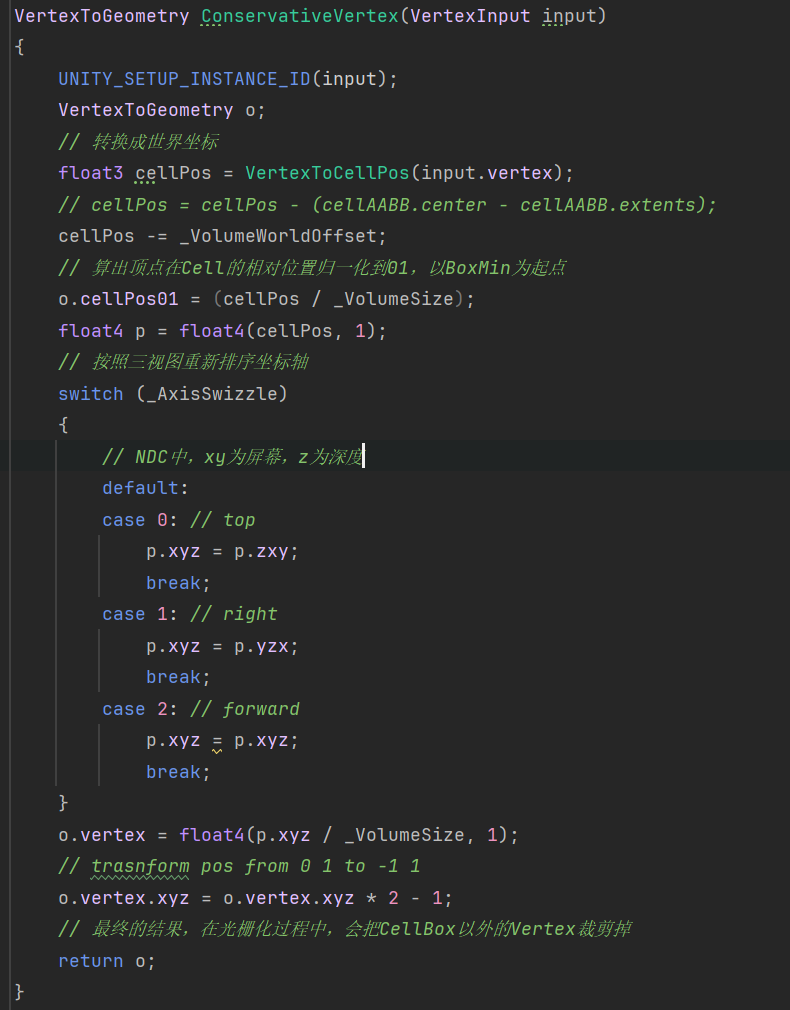 VertexToGeometry ConservativeVertex(VertexInput input)
{
    UNITY_SETUP_INSTANCE_ID(input);
    VertexToGeometry o;
    // 转换成世界坐标
    float3 cellPos = VertexToCellPos(input.vertex);
    // cellPos = cellPos - (cellAABB.center - cellAABB.extents);
    cellPos -= _VolumeWorldOffset;
    // 算出顶点在Cell的相对位置归一化到01，以BoxMin为起点
    o.cellPos01 = (cellPos / _VolumeSize);
    float4 p = float4(cellPos, 1);
    // 按照三视图重新排序坐标轴
    switch (_AxisSwizzle)
    {
        // NDC中，xy为屏幕，z为深度
        default:
        case 0: // top
            p.xyz = p.zxy;
            break;
        case 1: // right
            p.xyz = p.yzx;
            break;
        case 2: // forward
            p.xyz = p.xyz;
            break;
    }
    o.vertex = float4(p.xyz / _VolumeSize, 1);
    // trasnform pos from 0 1 to -1 1
    o.vertex.xyz = o.vertex.xyz * 2 - 1;
    // 最终的结果，在光栅化过程中，会把CellBox以外的Vertex裁剪掉
    return o;
}